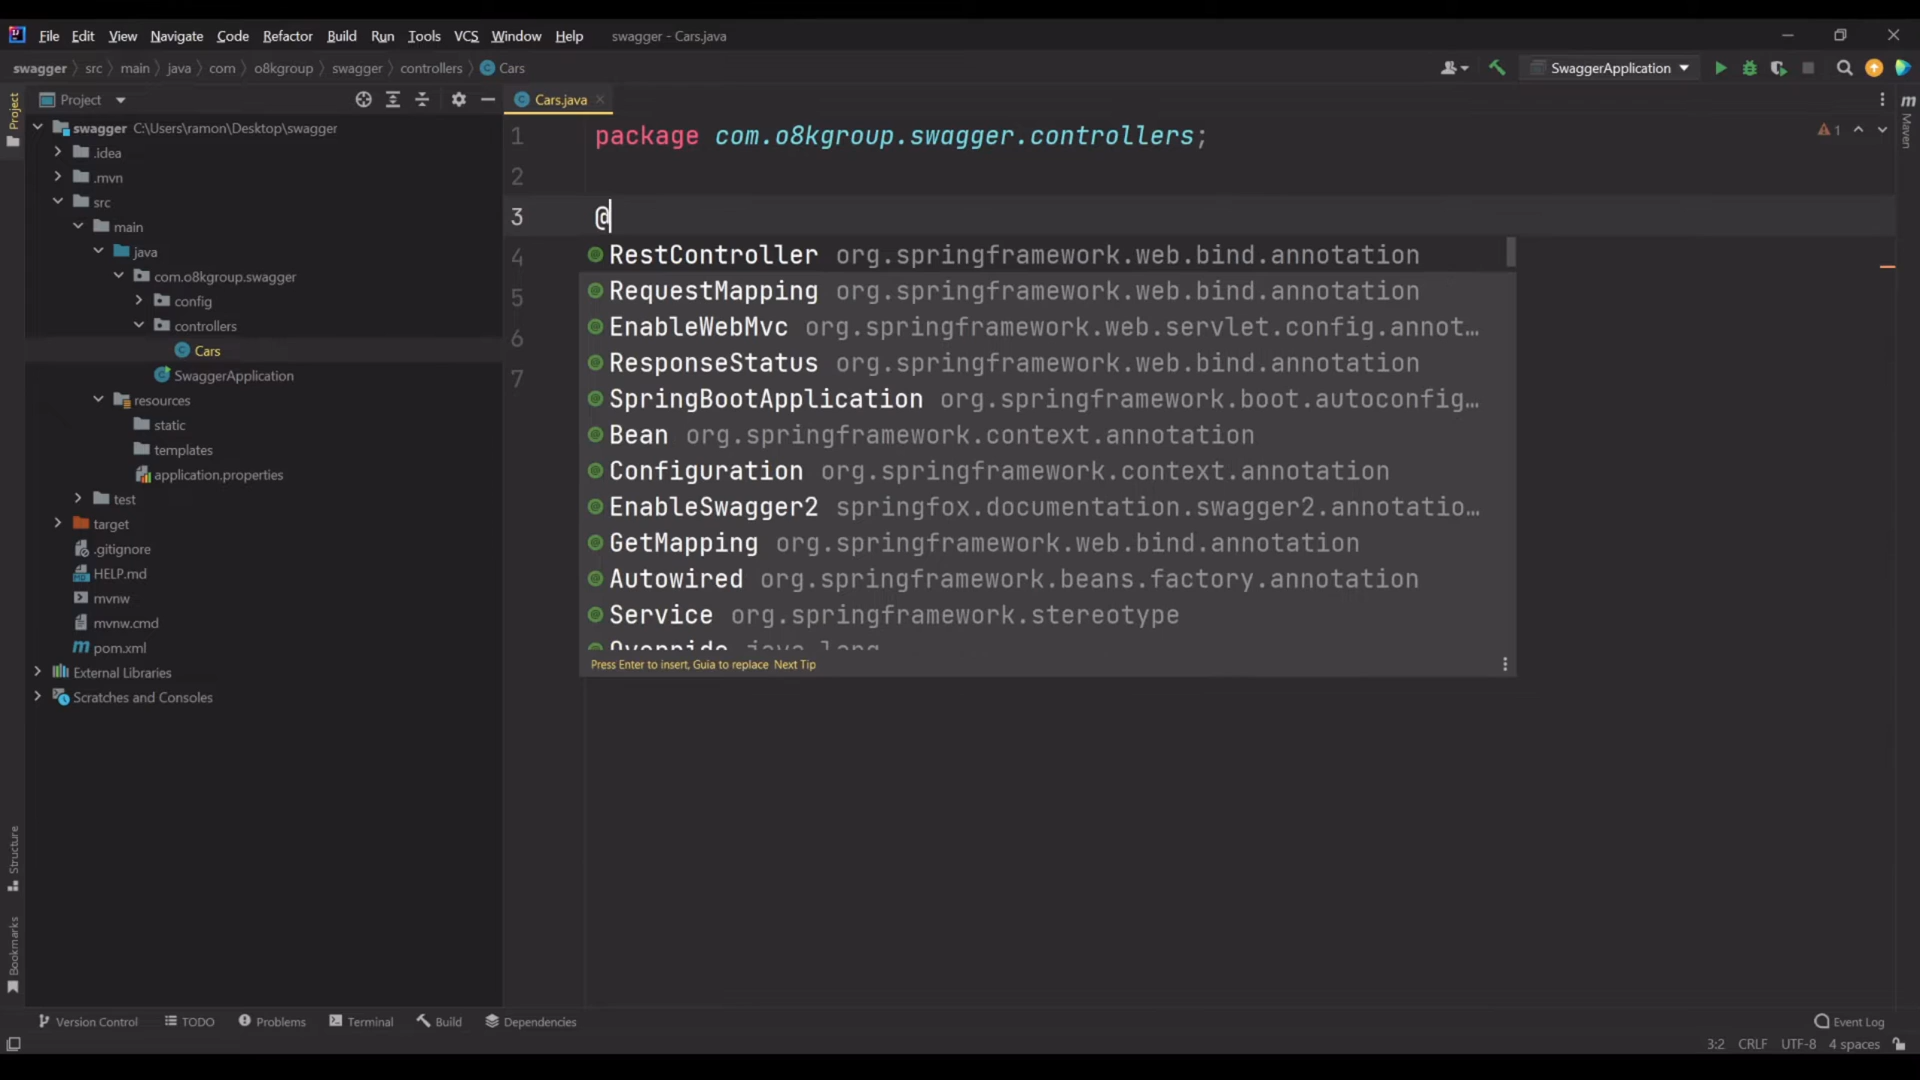 File Edit View Navigate Code Refactor Build Run Tools VCS Window Help swagger - Cars.java
swagger src main java com o8kgroup swagger controllers Cars
SwaggerApplication
Project
Project
Cars.java
m
Maven
swagger C:\Users\ramon\Desktop\swagger
.idea
.mvn
src
main
java
com.o8kgroup.swagger
config
controllers
Cars
SwaggerApplication
resources
static
templates
application.properties
test
target
.gitignore
HELP.md
mvnw
mvnw.cmd
pom.xml
External Libraries
Scratches and Consoles
1 package com.o8kgroup.swagger.controllers;
1
2
3 @
4
5
6
7
RestController org.springframework.web.bind.annotation
RequestMapping org.springframework.web.bind.annotation
EnableWebMvc org.springframework.web.servlet.config.annot…
ResponseStatus org.springframework.web.bind.annotation
SpringBootApplication org.springframework.boot.autoconfig…
Bean org.springframework.context.annotation
Configuration org.springframework.context.annotation
EnableSwagger2 springfox.documentation.swagger2.annotatio…
GetMapping org.springframework.web.bind.annotation
Autowired org.springframework.beans.factory.annotation
Service org.springframework.stereotype
Override java.lang
Press Enter to insert, Guia to replace Next Tip
Structure
Bookmarks
Version Control TODO Problems Terminal Build Dependencies Event Log
3:2 CRLF UTF-8 4 spaces